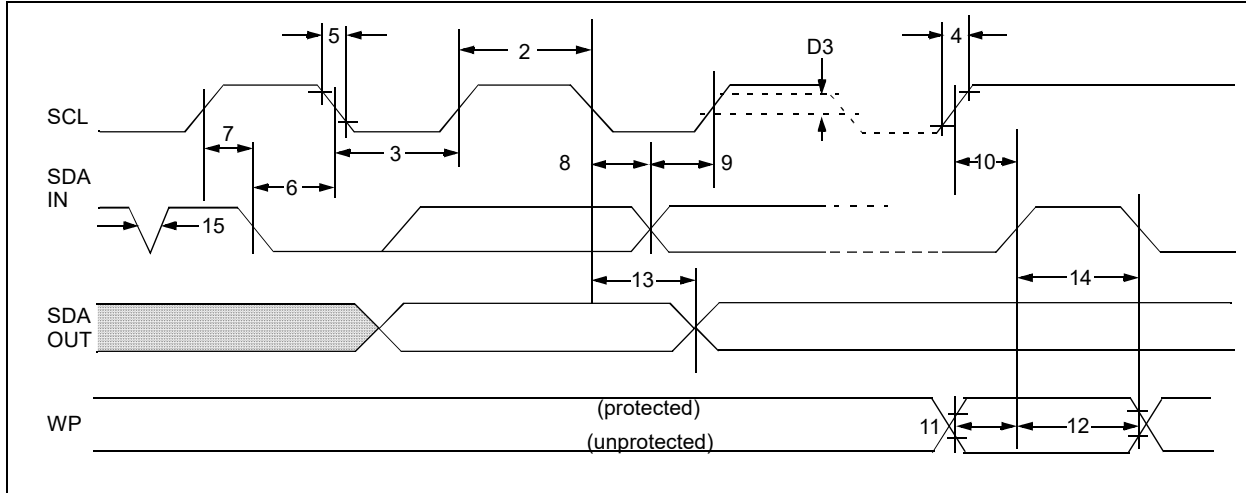 5
2
D3
4
SCL
7
3
8
9
10
SDA
IN
6
15
13
14
SDA
OUT
WP
(protected)
(unprotected)
11
12